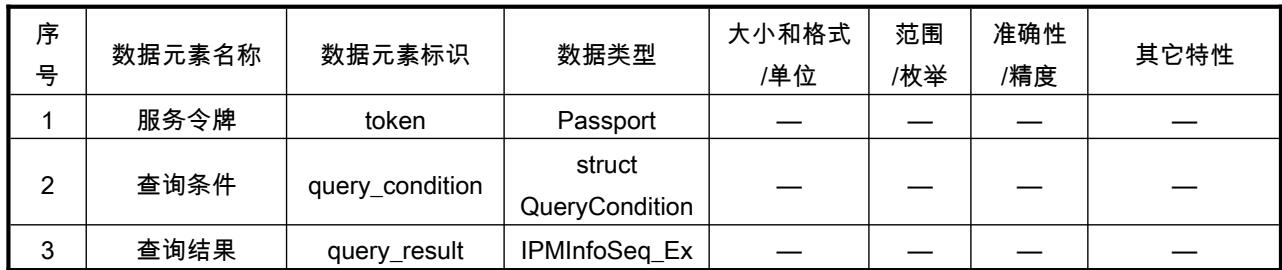 序号 数据元素名称 数据元素标识 数据类型 大小和格式/单位 范围/枚举 准确性/精度 其它特性
1 服务令牌 token Passport — — — —
2 查询条件 query_condition struct QueryCondition — — — —
3 查询结果 query_result IPMInfoSeq_Ex — — — —